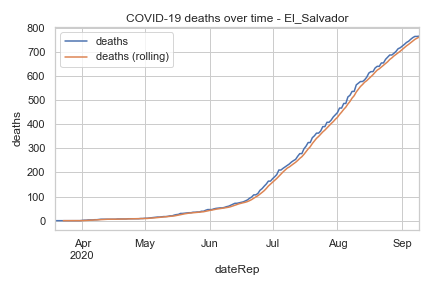 COVID-19 deaths over time - El_Salvador
deaths
deaths (rolling)
800
700
600
500
400
300
200
100
0
deaths
Apr May Jun Jul Aug Sep
2020
dateRep